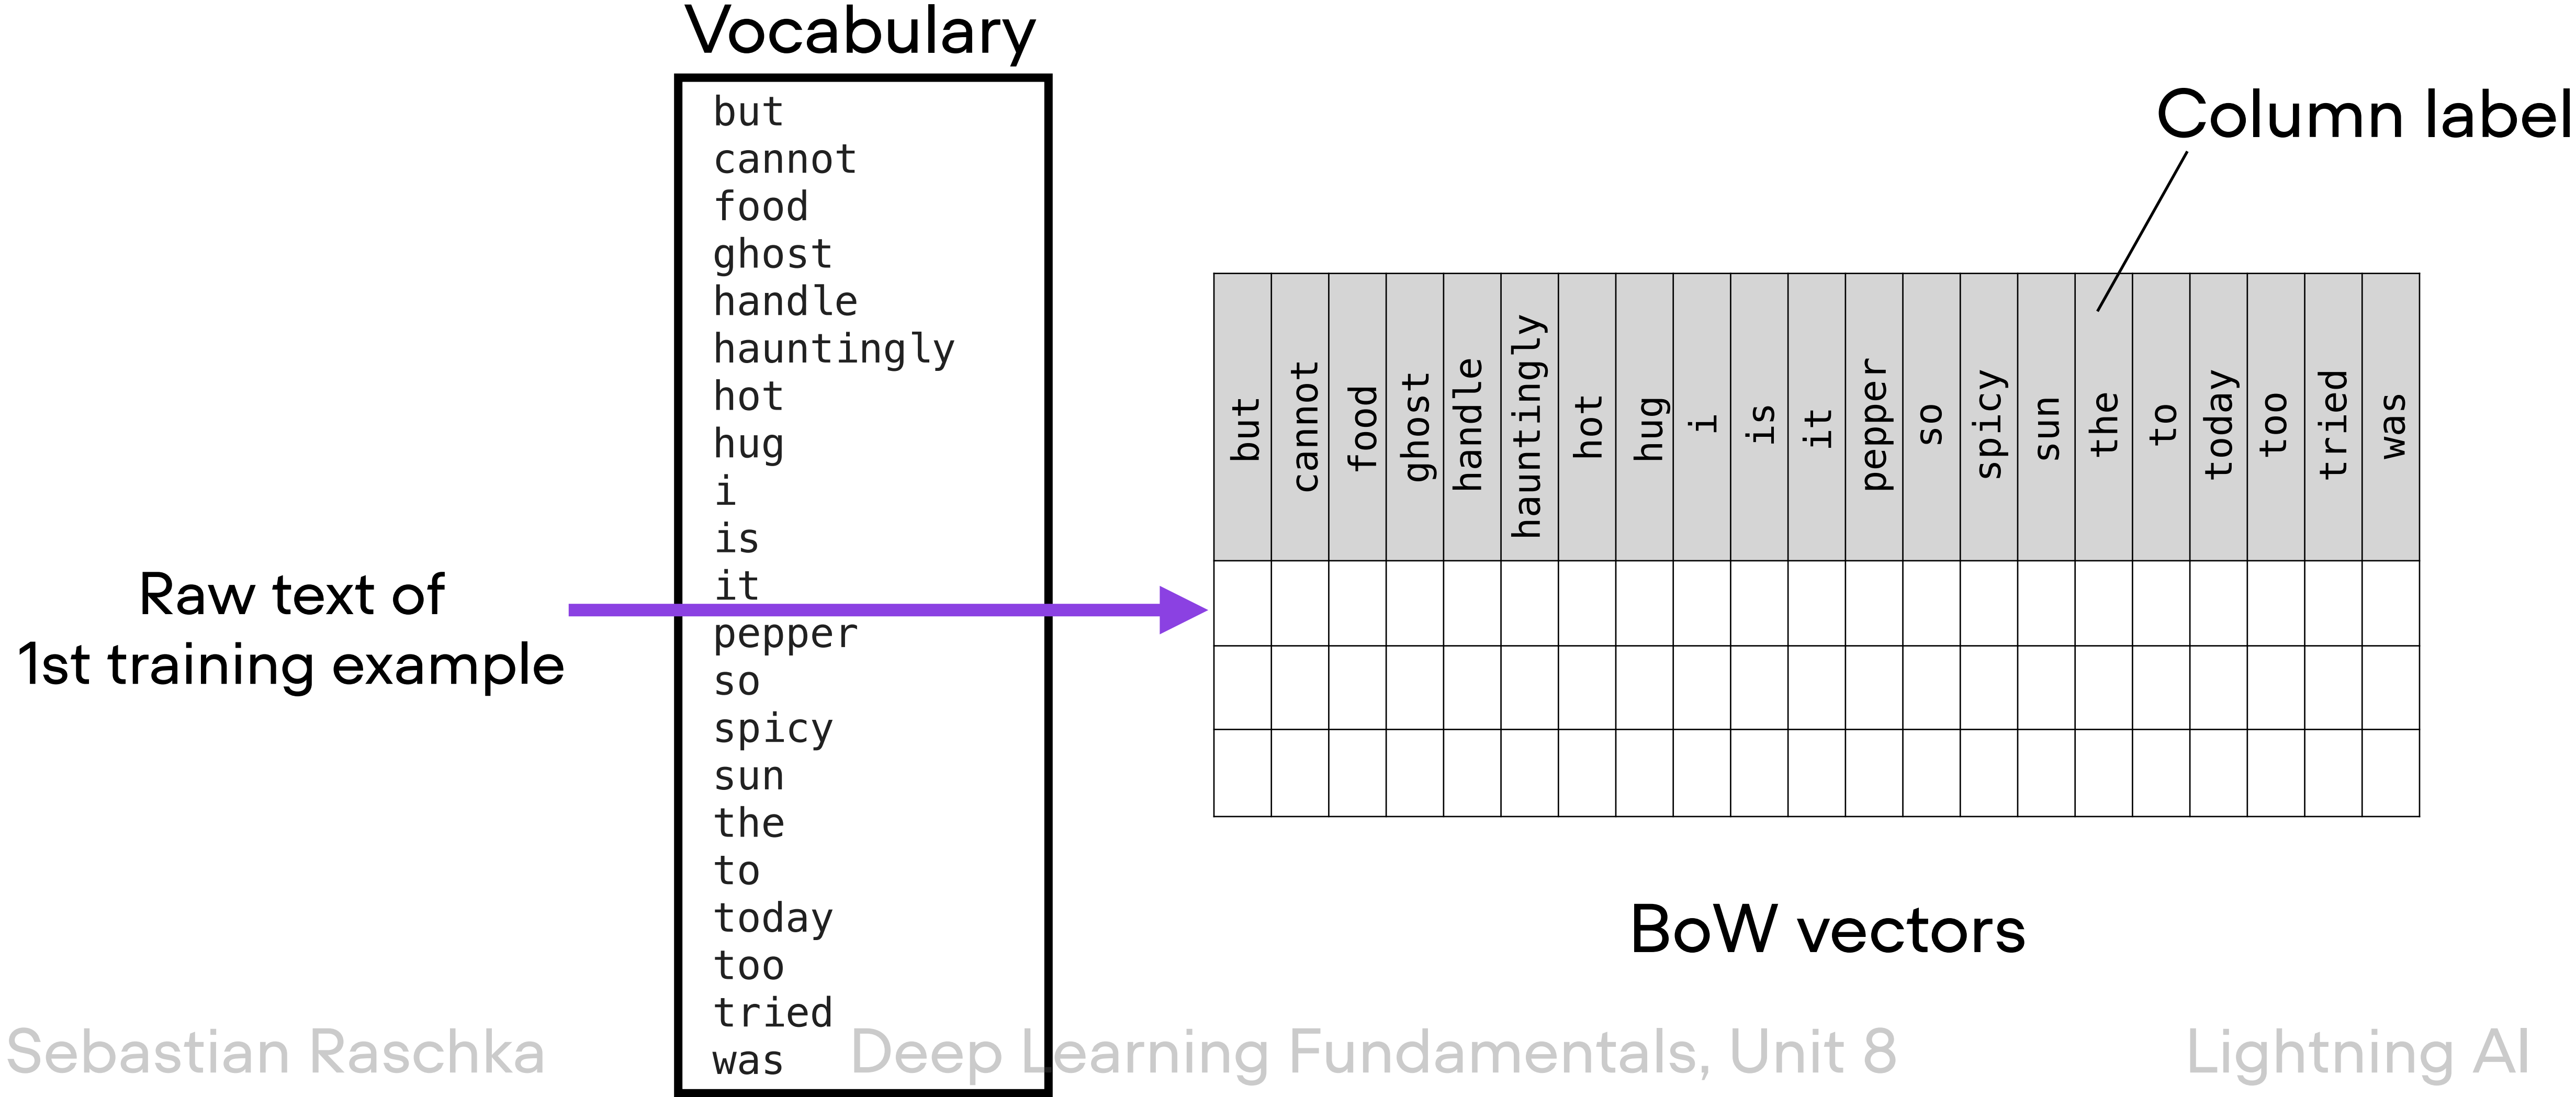 Vocabulary
but
cannot
food
ghost
handle
hauntingly
hot
hug
i
is
it
pepper
so
spicy
sun
the
to
today
too
tried
was
Raw text of
1st training example
Column label
but
cannot
food
ghost
handle
hauntingly
hot
hug
i
is
it
pepper
so
spicy
sun
the
to
today
too
tried
was
BoW vectors
Sebastian Raschka
Deep Learning Fundamentals, Unit 8
Lightning AI